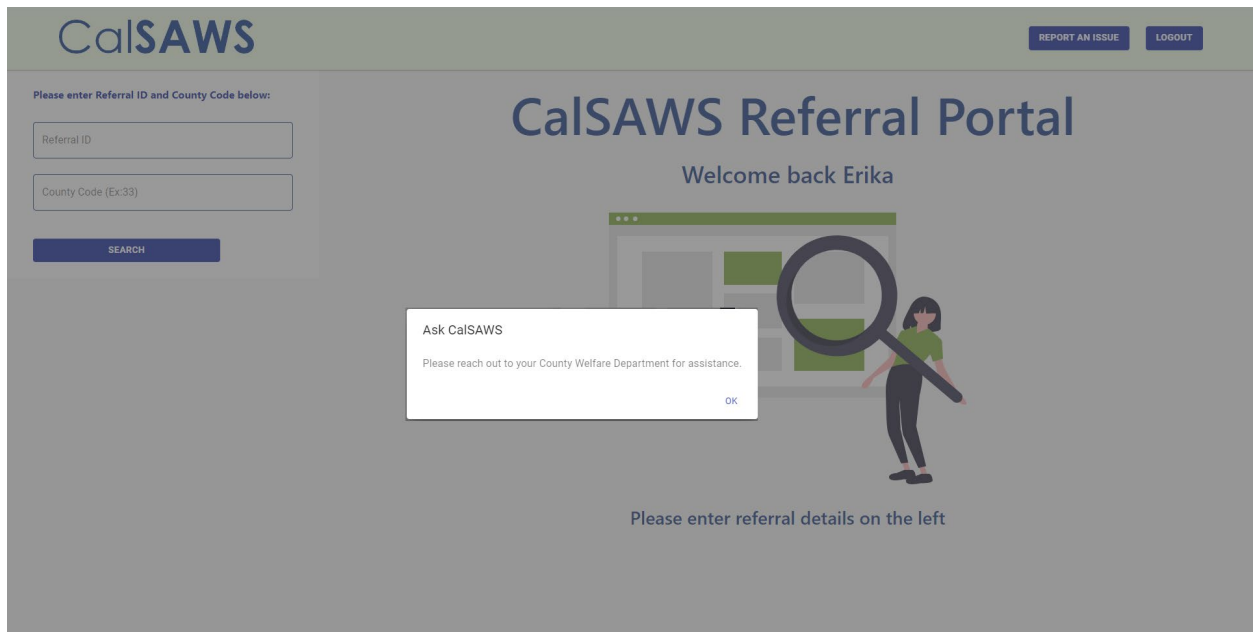 CalSAWS
REPORT AN ISSUE
LOGOUT
Please enter Referral ID and County Code below:
Referral ID
County Code (Ex:33)
SEARCH
CalSAWS Referral Portal
Welcome back Erika
Ask CalSAWS
Please reach out to your County Welfare Department for assistance.
OK
Please enter referral details on the left